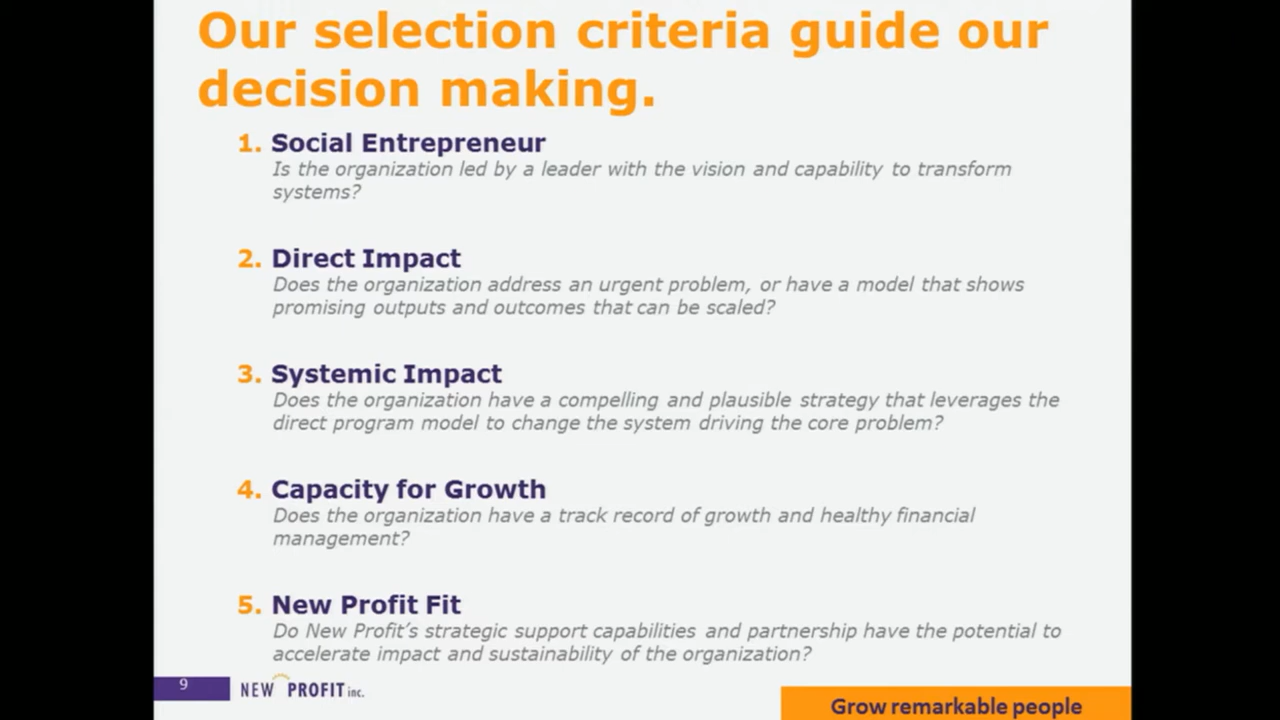 Our selection criteria guide our
decision making.
1. Social Entrepreneur
Is the organization led by a leader with the vision and capability to transform
systems?
2. Direct Impact
Does the organization address an urgent problem, or have a model that shows
promising outputs and outcomes that can be scaled?
3. Systemic Impact
Does the organization have a compelling and plausible strategy that leverages the
direct program model to change the system driving the core problem?
4. Capacity for Growth
Does the organization have a track record of growth and healthy financial
management?
5. New Profit Fit
Do New Profit’s strategic support capabilities and partnership have the potential to
accelerate impact and sustainability of the organization?
9
NEW PROFIT inc.
Grow remarkable people